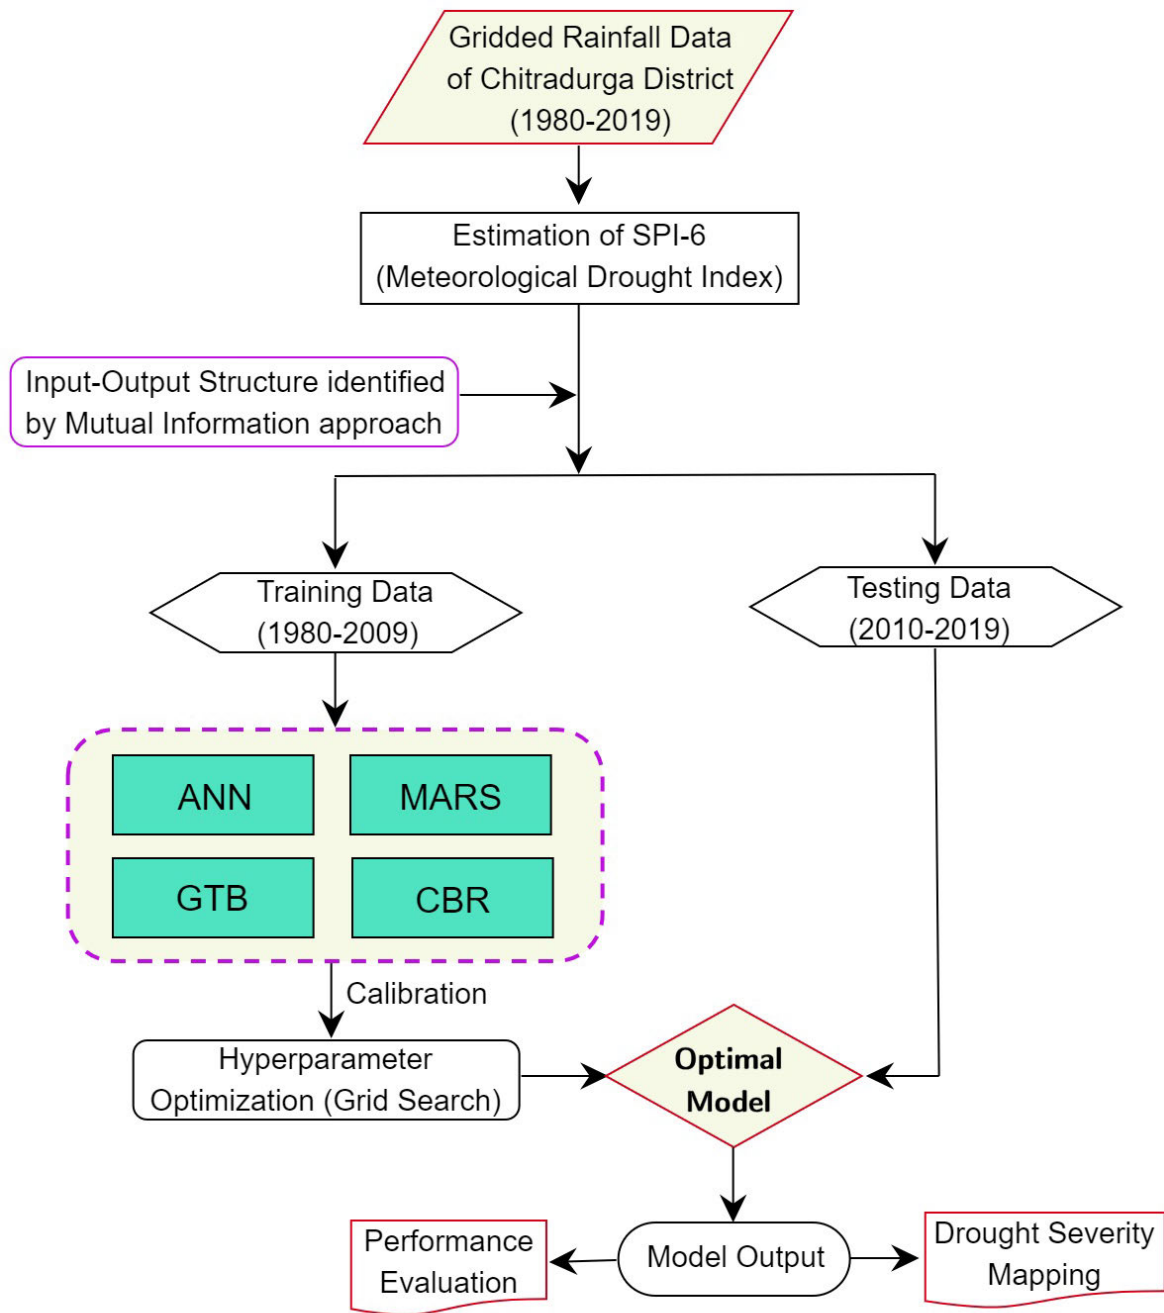 Gridded Rainfall Data
of Chitradurga District
(1980-2019)
Estimation of SPI-6
(Meteorological Drought Index)
Input-Output Structure identified
by Mutual Information approach
Training Data
(1980-2009)
Testing Data
(2010-2019)
ANN
MARS
GTB
CBR
Calibration
Hyperparameter
Optimization (Grid Search)
Optimal
Model
Model Output
Performance
Evaluation
Drought Severity
Mapping